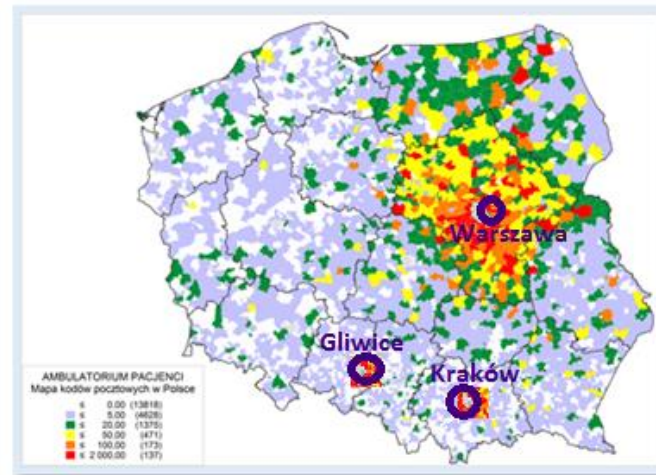 Warszawa
Gliwice
Kraków
AMBULATORIUM PACJENCI
Mapa kodów pocztowych w Polsce
≤ 0,00 (13818)
≤ 5,00 (4628)
≤ 20,00 (1375)
≤ 50,00 (471)
≤ 100,00 (173)
≤ 2 000,00 (137)